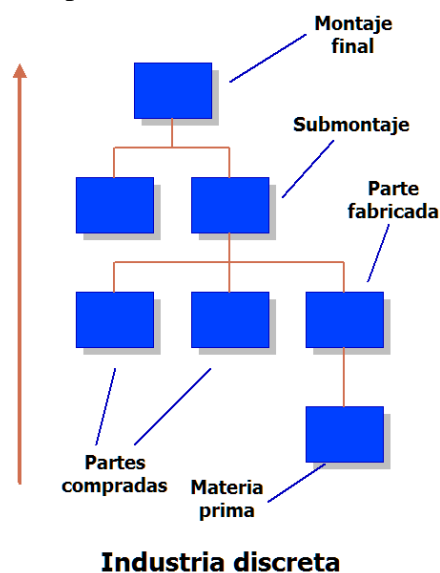 Montaje
final
Submontaje
Parte
fabricada
Partes
compradas
Materia
prima
Industria discreta